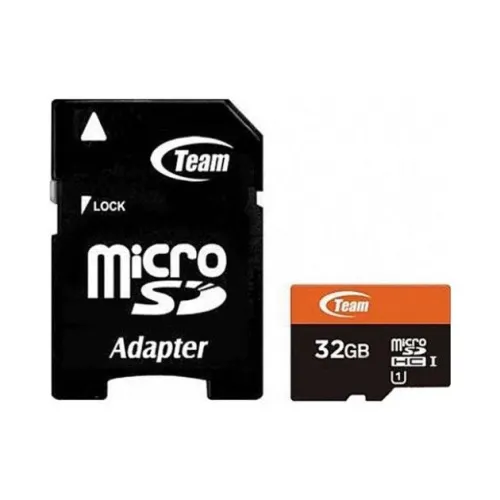 Team
LOCK
micro
SD
Adapter
Team
32GB
micro
SD
HC I
1